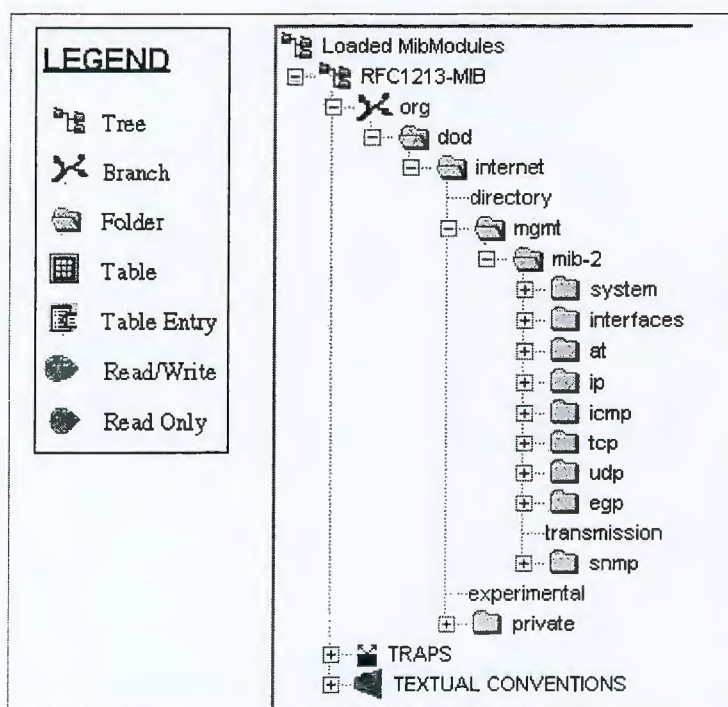 LEGEND
Tree
Branch
Folder
Table
Table Entry
Read/Write
Read Only
Loaded MibModules
RFC1213-MIB
org
dod
internet
directory
mgmt
mib-2
system
interfaces
at
ip
icmp
tcp
udp
egp
transmission
snmp
experimental
private
TRAPS
TEXTUAL CONVENTIONS